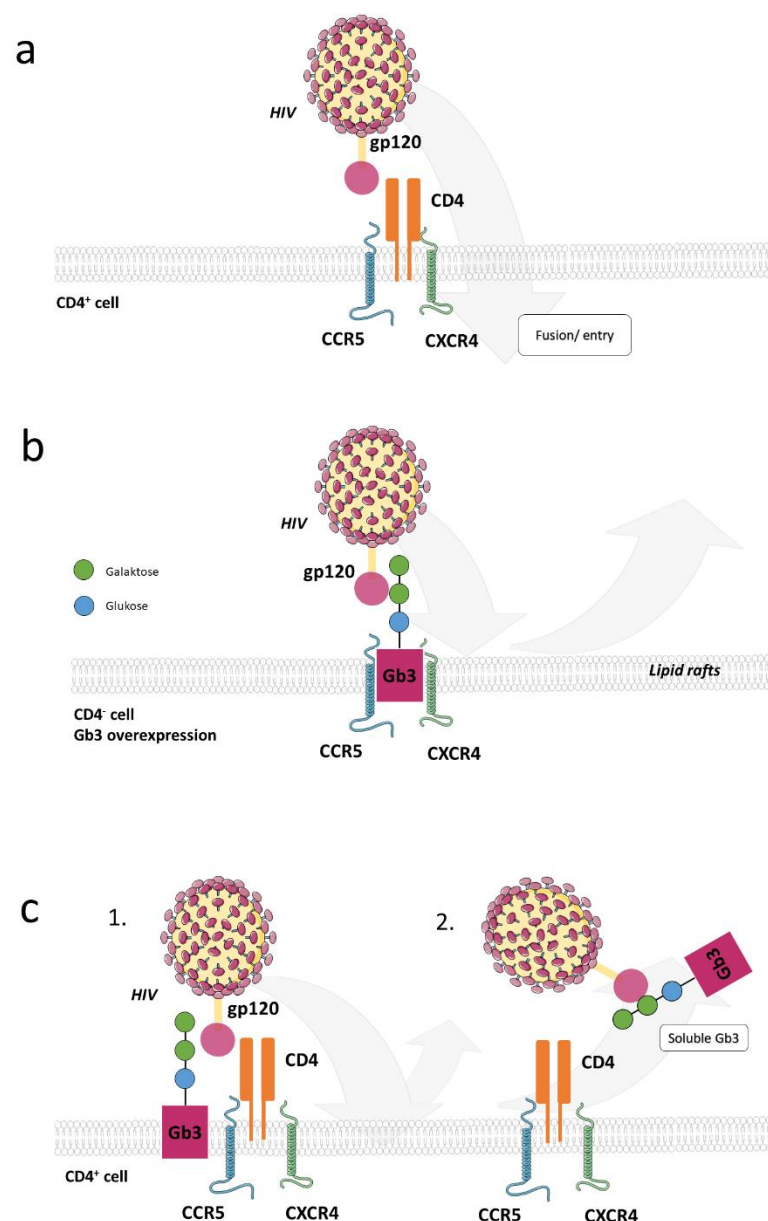 a
HIV
gp120
CD4
CD4⁺ cell
CCR5
CXCR4
Fusion/ entry
b
HIV
Galaktose
gp120
Glukose
Gb3
Lipid rafts
CD4⁻ cell
Gb3 overexpression
CCR5
CXCR4
c
1.
2.
HIV
gp120
Gb3
Soluble Gb3
CD4
CD4
Gb3
CD4⁺ cell
CCR5
CXCR4
CCR5
CXCR4